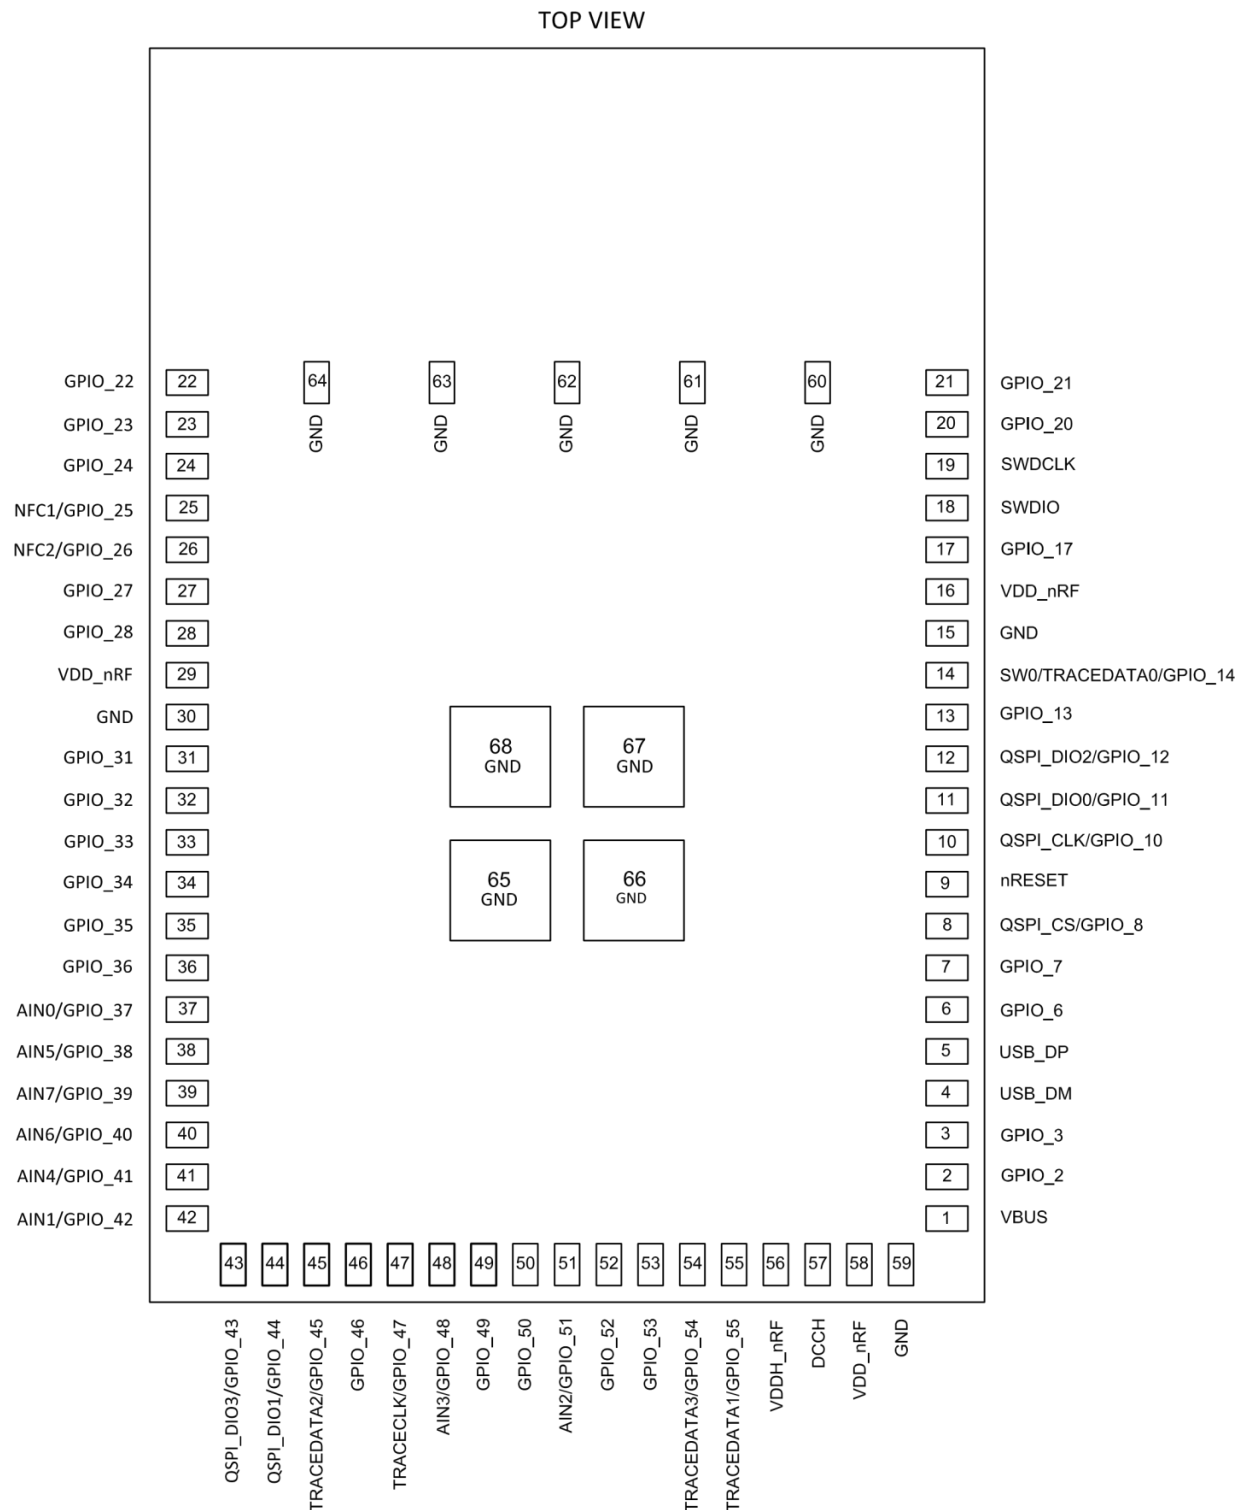 TOP VIEW
GPIO_22 22 64 63 62 61 60 21 GPIO_21
GPIO_23 23 GND GND GND GND GND 20 GPIO_20
GPIO_24 24 19 SWDCLK
NFC1/GPIO_25 25 18 SWDIO
NFC2/GPIO_26 26 17 GPIO_17
GPIO_27 27 16 VDD_nRF
GPIO_28 28 15 GND
VDD_nRF 29 14 SW0/TRACEDATA0/GPIO_14
GND 30 13 GPIO_13
68 67
GND GND
GPIO_31 31 12 QSPI_DIO2/GPIO_12
GPIO_32 32 11 QSPI_DIO0/GPIO_11
GPIO_33 33 10 QSPI_CLK/GPIO_10
GPIO_34 34 65 66 9 nRESET
GND GND
GPIO_35 35 8 QSPI_CS/GPIO_8
GPIO_36 36 7 GPIO_7
AIN0/GPIO_37 37 6 GPIO_6
AIN5/GPIO_38 38 5 USB_DP
AIN7/GPIO_39 39 4 USB_DM
AIN6/GPIO_40 40 3 GPIO_3
AIN4/GPIO_41 41 2 GPIO_2
AIN1/GPIO_42 42 1 VBUS
43 44 45 46 47 48 49 50 51 52 53 54 55 56 57 58 59
QSPI_DIO3/GPIO_43
QSPI_DIO1/GPIO_44
TRACEDATA2/GPIO_45
GPIO_46
TRACECLK/GPIO_47
AIN3/GPIO_48
GPIO_49
GPIO_50
AIN2/GPIO_51
GPIO_52
GPIO_53
TRACEDATA3/GPIO_54
TRACEDATA1/GPIO_55
VDDH_nRF
DCCH
VDD_nRF
GND